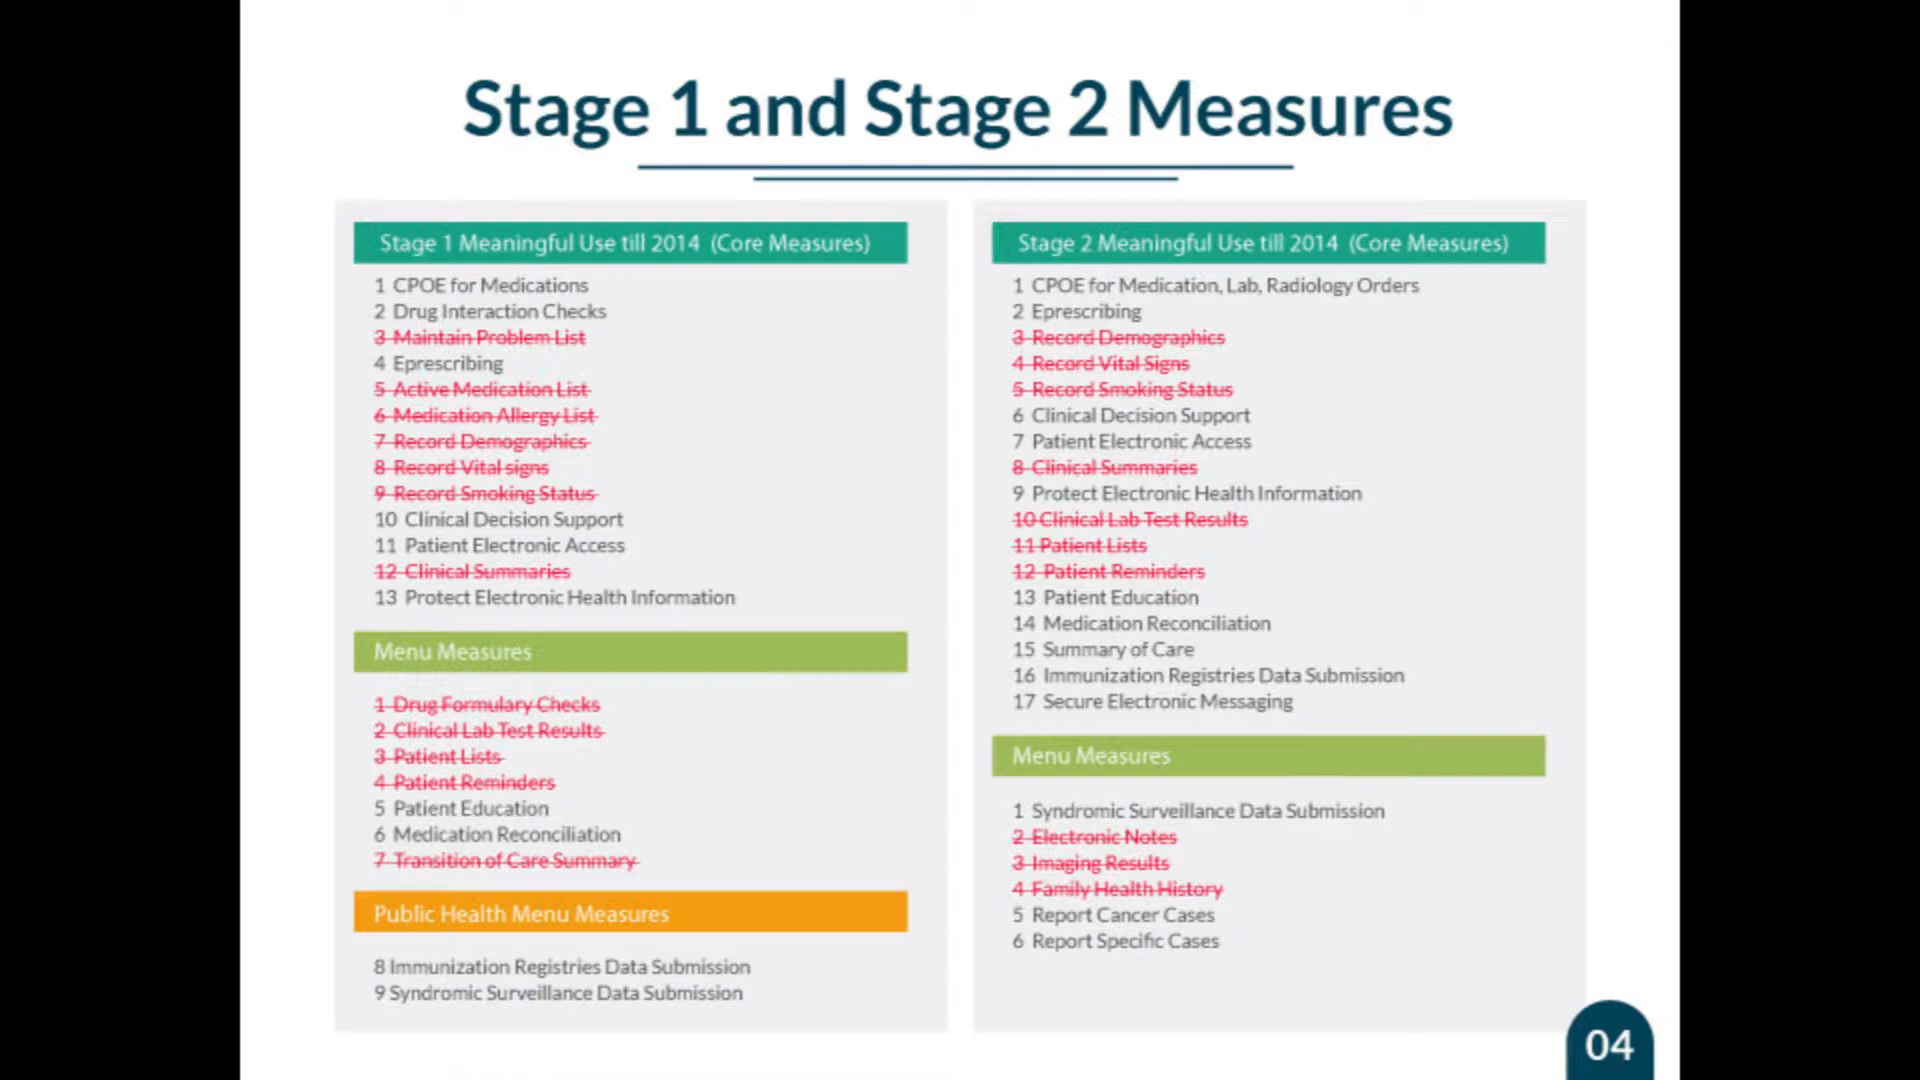 Stage 1 and Stage 2 Measures
Stage 1 Meaningful Use till 2014 (Core Measures)
1 CPOE for Medications
2 Drug Interaction Checks
3 Maintain Problem List
4 Eprescribing
5 Active Medication List
6 Medication Allergy List
7 Record Demographics
8 Record Vital signs
9 Record Smoking Status
10 Clinical Decision Support
11 Patient Electronic Access
12 Clinical Summaries
13 Protect Electronic Health Information
Menu Measures
1 Drug Formulary Checks
2 Clinical Lab Test Results
3 Patient Lists
4 Patient Reminders
5 Patient Education
6 Medication Reconciliation
7 Transition of Care Summary
Public Health Menu Measures
8 Immunization Registries Data Submission
9 Syndromic Surveillance Data Submission
Stage 2 Meaningful Use till 2014 (Core Measures)
1 CPOE for Medication, Lab, Radiology Orders
2 Eprescribing
3 Record Demographics
4 Record Vital Signs
5 Record Smoking Status
6 Clinical Decision Support
7 Patient Electronic Access
8 Clinical Summaries
9 Protect Electronic Health Information
10 Clinical Lab Test Results
11 Patient Lists
12 Patient Reminders
13 Patient Education
14 Medication Reconciliation
15 Summary of Care
16 Immunization Registries Data Submission
17 Secure Electronic Messaging
Menu Measures
1 Syndromic Surveillance Data Submission
2 Electronic Notes
3 Imaging Results
4 Family Health History
5 Report Cancer Cases
6 Report Specific Cases
04